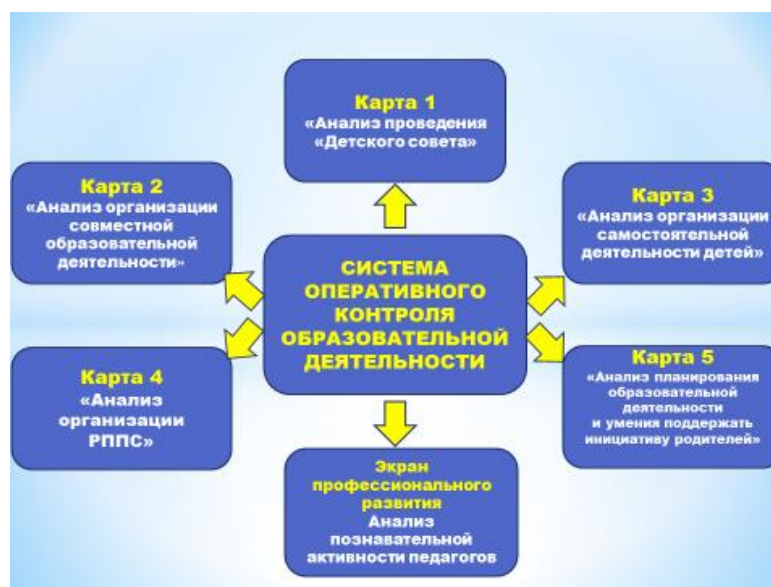 Карта 1
«Анализ проведения
«Детского совета»
Карта 2
«Анализ организации
совместной
образовательной
деятельности»
Карта 3
«Анализ организации
самостоятельной
деятельности детей»
СИСТЕМА
ОПЕРАТИВНОГО
КОНТРОЛЯ
ОБРАЗОВАТЕЛЬНОЙ
ДЕЯТЕЛЬНОСТИ
Карта 4
«Анализ
организации
РППС»
Карта 5
«Анализ планирования
образовательной
деятельности
и умения поддержать
инициативу родителей»
Экран
профессионального
развития
Анализ
познавательной
активности педагогов